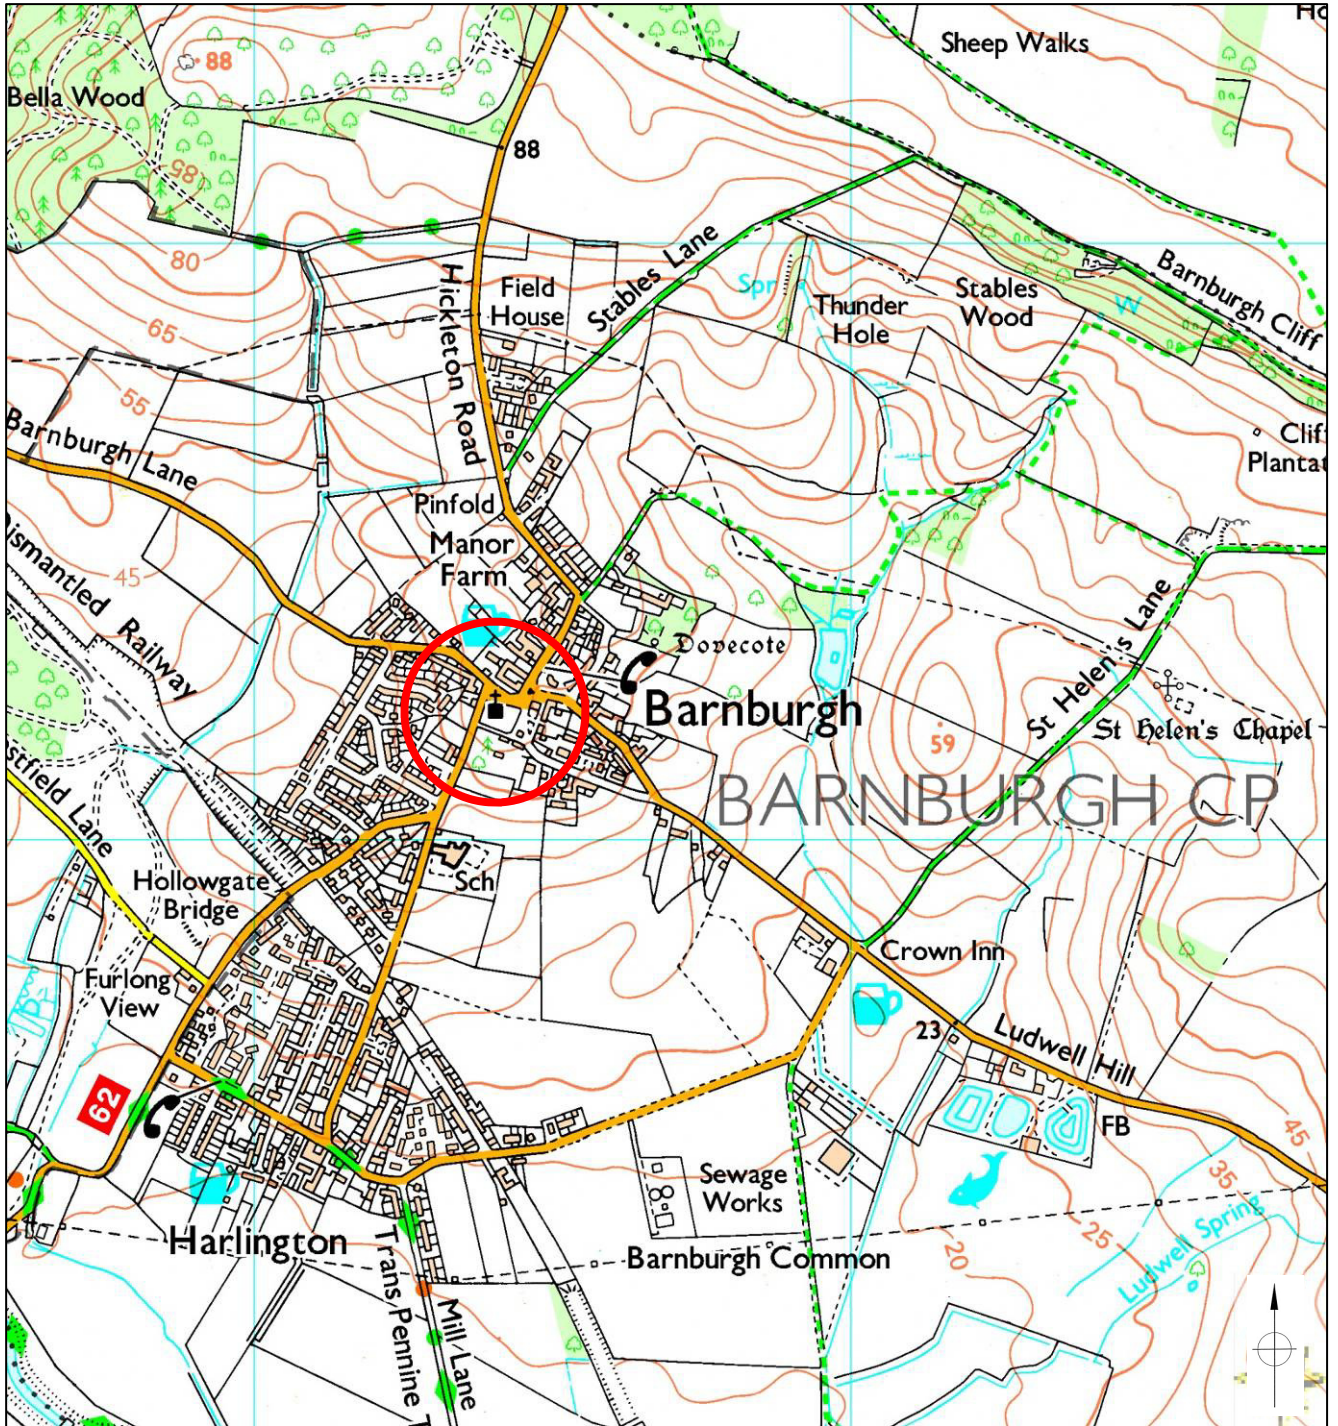 Sheep Walks
88
Bella Wood
88
85
Barnburgh Cliff
80
Hickleton Road
Field
House
Stables Lane
Spr
Thunder
Hole
Stables
Wood
W
65
55
Barnburgh Lane
Pinfold
Manor
Farm
45
Dismantled Railway
Dovecote
Barnburgh
St Helen's Lane
St Helen's Chapel
59
BARNBURGH CP
Hollowgate
Bridge
Sch
Crown Inn
Furlong
View
23
Ludwell Hill
62
FB
45
Sewage
Works
35
Harlington
Barnburgh Common
25
20
Ludwell Spring
Trans Pennine
Mill Lane